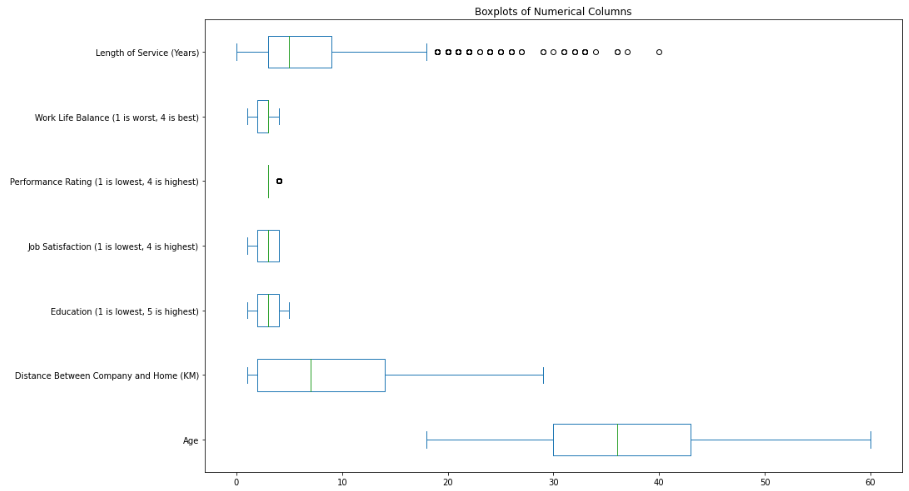 Boxplots of Numerical Columns
Length of Service (Years)
Work Life Balance (1 is worst, 4 is best)
Performance Rating (1 is lowest, 4 is highest)
Job Satisfaction (1 is lowest, 4 is highest)
Education (1 is lowest, 5 is highest)
Distance Between Company and Home (KM)
Age
0 10 20 30 40 50 60